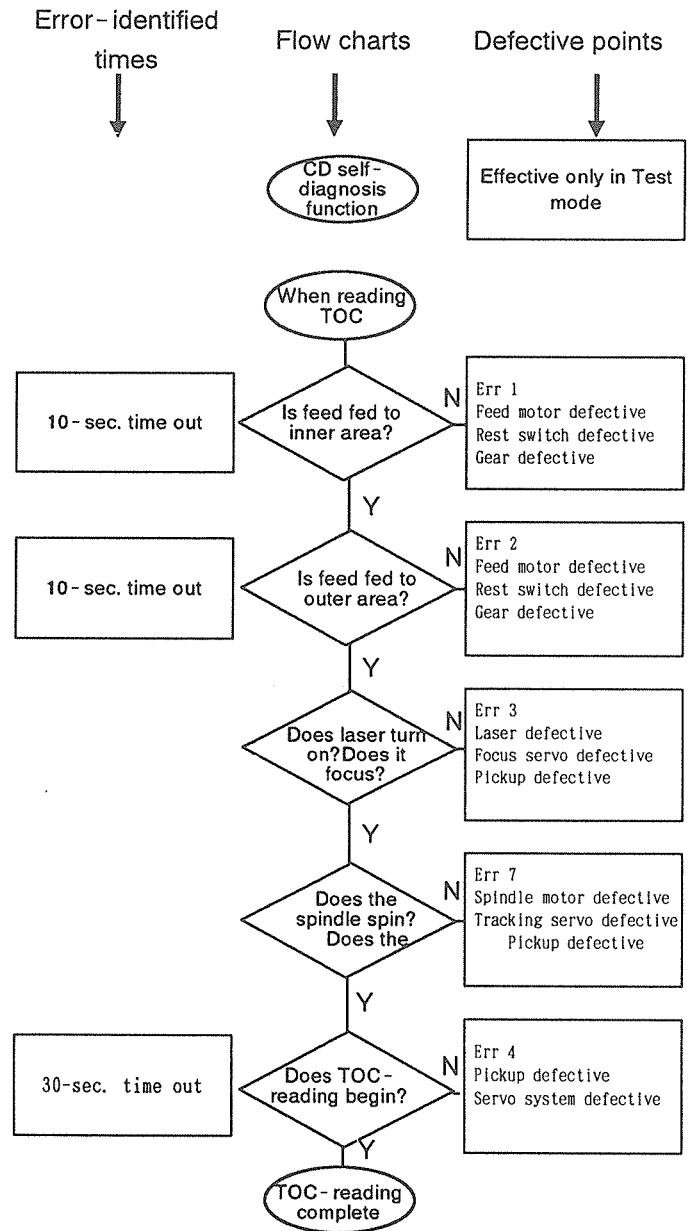 Error-identified
times
Flow charts
Defective points
CD self-
diagnosis
function
Effective only in Test
mode
When reading
TOC
10-sec. time out
Is feed fed to
inner area?
N
Err 1
Feed motor defective
Rest switch defective
Gear defective
Y
10-sec. time out
Is feed fed to
outer area?
N
Err 2
Feed motor defective
Rest switch defective
Gear defective
Y
Does laser turn
on?Does it
focus?
N
Err 3
Laser defective
Focus servo defective
Pickup defective
Y
Does the
spindle spin?
Does the
N
Err 7
Spindle motor defective
Tracking servo defective
Pickup defective
Y
30-sec. time out
Does TOC-
reading begin?
N
Err 4
Pickup defective
Servo system defective
Y
TOC-reading
complete